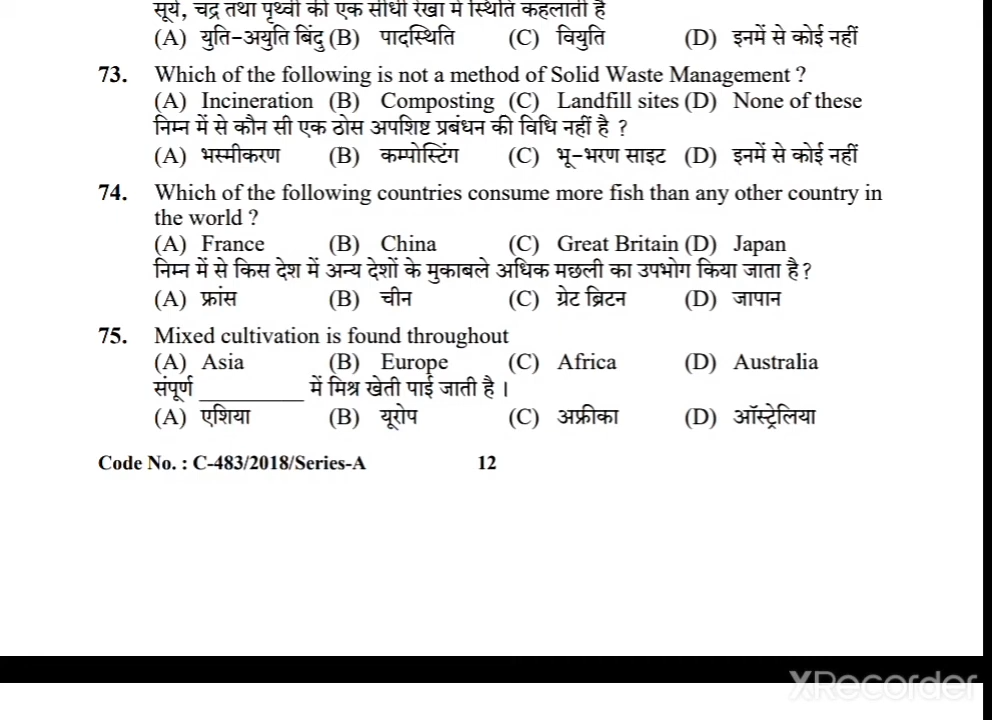 सूर्य, चंद्र तथा पृथ्वी की एक सीधी रेखा में स्थिति कहलाती है
(A) युति-अयुति बिंदु (B) पादस्थिति (C) वियुति (D) इनमें से कोई नहीं
73. Which of the following is not a method of Solid Waste Management ?
(A) Incineration (B) Composting (C) Landfill sites (D) None of these
निम्न में से कौन सी एक ठोस अपशिष्ट प्रबंधन की विधि नहीं है ?
(A) भस्मीकरण (B) कम्पोस्टिंग (C) भू-भरण साइट (D) इनमें से कोई नहीं
74. Which of the following countries consume more fish than any other country in
the world ?
(A) France (B) China (C) Great Britain (D) Japan
निम्न में से किस देश में अन्य देशों के मुकाबले अधिक मछली का उपभोग किया जाता है ?
(A) फ्रांस (B) चीन (C) ग्रेट ब्रिटन (D) जापान
75. Mixed cultivation is found throughout
(A) Asia (B) Europe (C) Africa (D) Australia
संपूर्ण __________ में मिश्र खेती पाई जाती है ।
(A) एशिया (B) यूरोप (C) अफ्रीका (D) ऑस्ट्रेलिया
Code No. : C-483/2018/Series-A 12
XRecorder